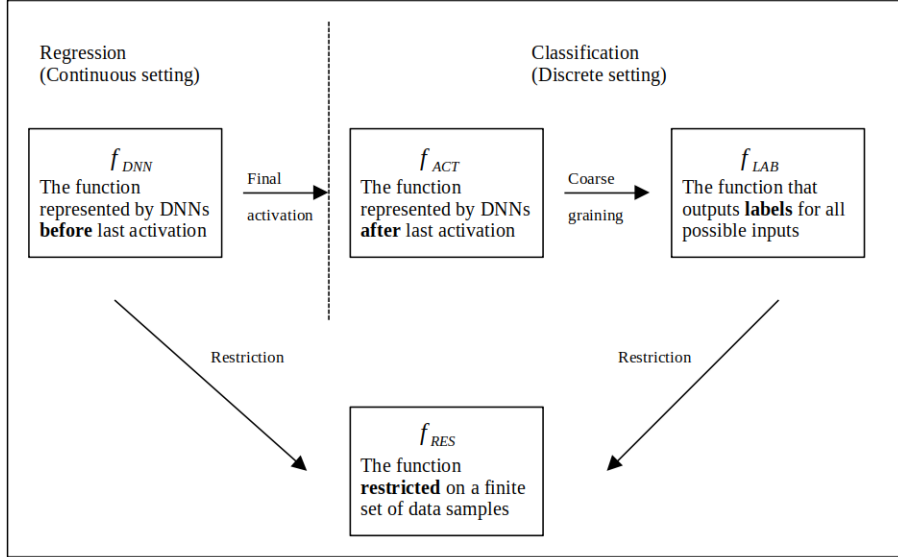 Regression
(Continuous setting)
Classification
(Discrete setting)
f DNN
The function
represented by DNNs
before last activation
Final
activation
f ACT
The function
represented by DNNs
after last activation
Coarse
graining
f LAB
The function that
outputs labels for all
possible inputs
Restriction
Restriction
f RES
The function
restricted on a finite
set of data samples